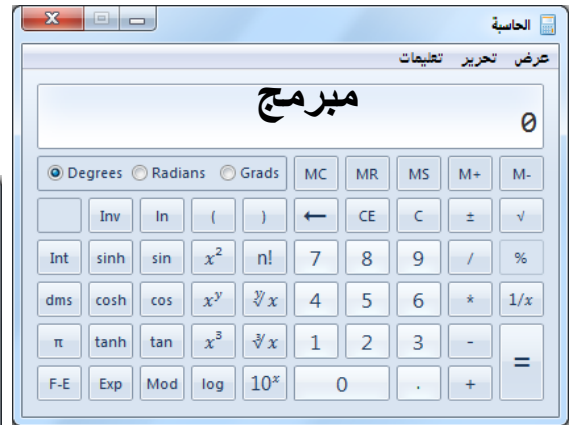 الحاسبة
عرض تحرير تعليمات
مبرمج
0
Degrees Radians Grads MC MR MS M+ M-
Inv In ( ) ← CE C ± √
Int sinh sin x² n! 7 8 9 / %
dms cosh cos xʸ ʸ√x 4 5 6 * 1/x
π tanh tan x³ ³√x 1 2 3 - =
F-E Exp Mod log 10ˣ 0 . +